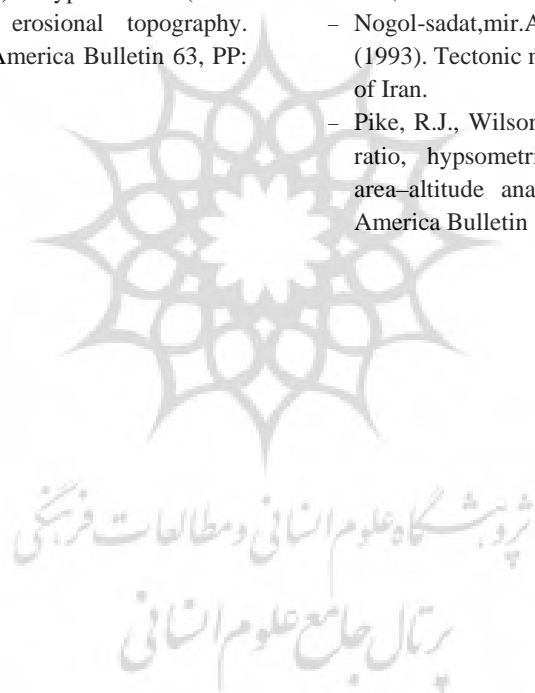 erosional topography.
America Bulletin 63, PP:
– Nogol-sadat,mir.A
(1993). Tectonic m
of Iran.
– Pike, R.J., Wilson
ratio, hypsometri
area–altitude ana
America Bulletin
پژوهشگاه علوم انسانی و مطالعات فرهنگی
پرتال جامع علوم انسانی